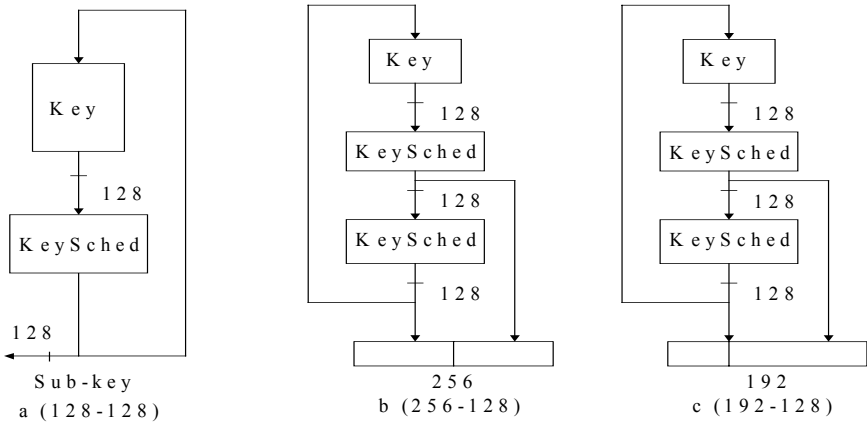 Key
128
KeySched
128
Sub-key
a (128-128)
Key
128
KeySched
128
KeySched
128
256
b (256-128)
Key
128
KeySched
128
KeySched
128
192
c (192-128)